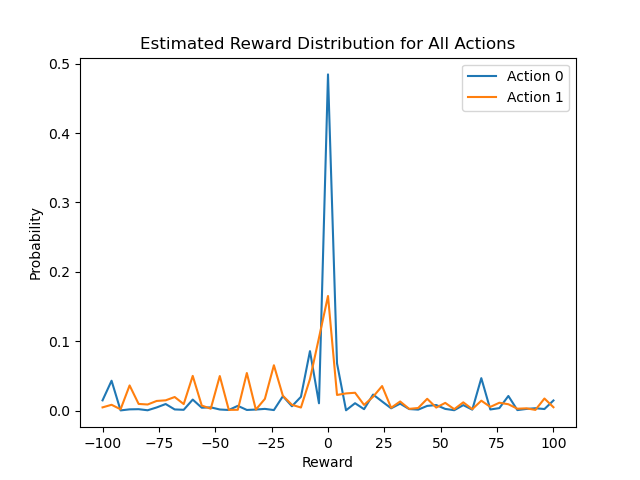 Estimated Reward Distribution for All Actions
Action 0
Action 1
Probability
0.5
0.4
0.3
0.2
0.1
0.0
−100 −75 −50 −25 0 25 50 75 100
Reward